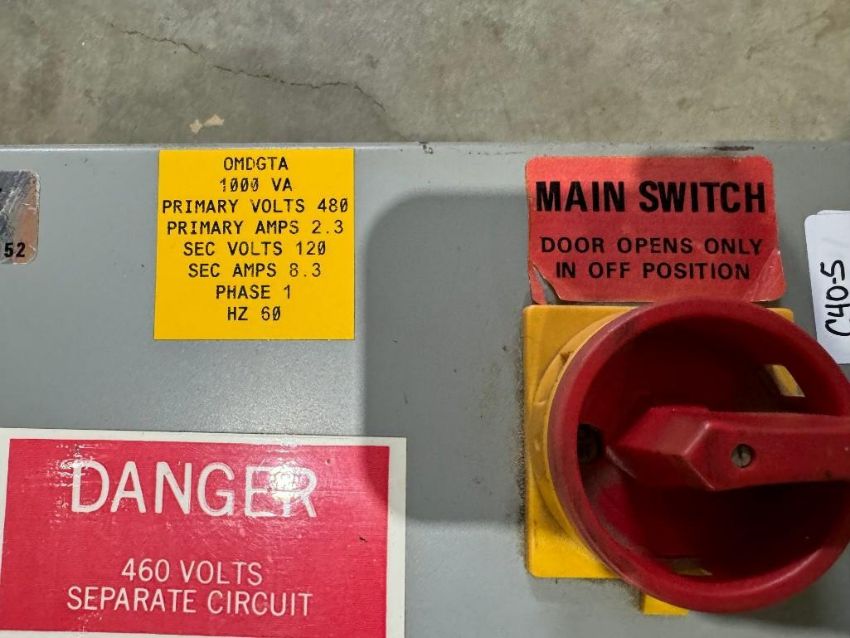 52
OMDGTA
1000 VA
PRIMARY VOLTS 480
PRIMARY AMPS 2.3
SEC VOLTS 120
SEC AMPS 8.3
PHASE 1
HZ 60
MAIN SWITCH
DOOR OPENS ONLY
IN OFF POSITION
C40-5
DANGER
460 VOLTS
SEPARATE CIRCUIT